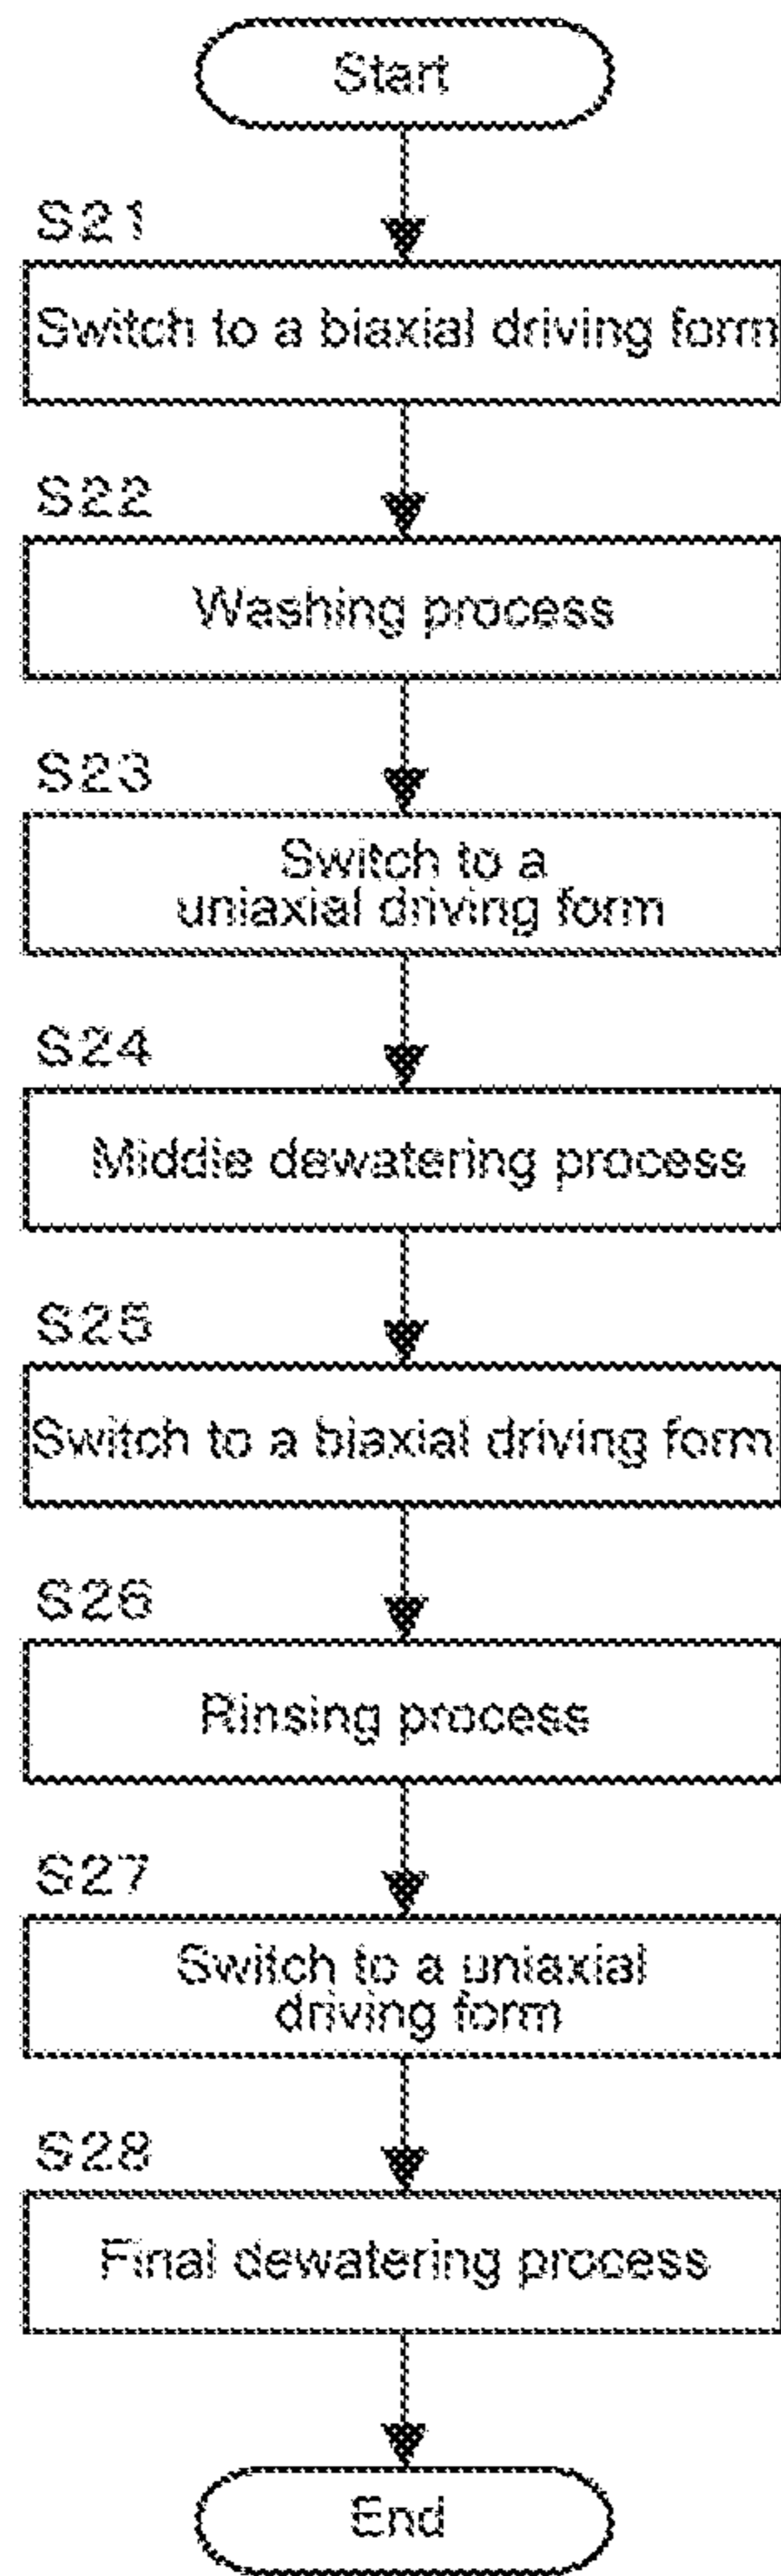 Start
S21
Switch to a biaxial driving form
S22
Washing process
S23
Switch to a
uniaxial driving form
S24
Middle dewatering process
S25
Switch to a biaxial driving form
S26
Rinsing process
S27
Switch to a uniaxial
driving form
S28
Final dewatering process
End